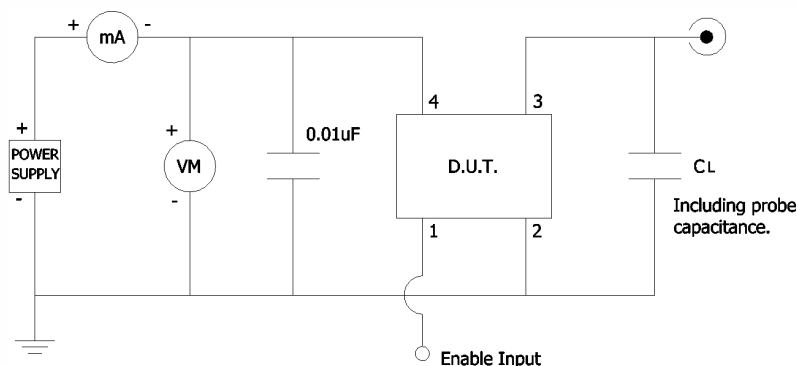 + mA -
4 3
+
0.01uF
+
POWER
SUPPLY
VM
D.U.T.
CL
-
-
Including probe
capacitance.
1 2
Enable Input